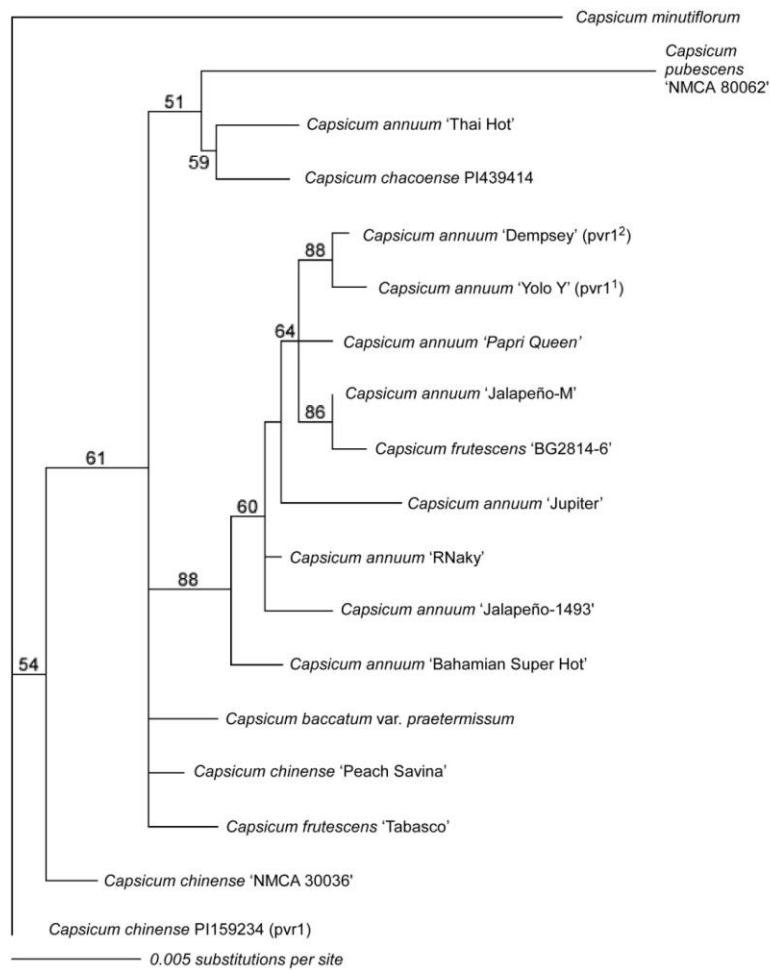 Capsicum minutiflorum
Capsicum
pubescens
‘NMCA 80062'
51
Capsicum annuum ‘Thai Hot’
59
Capsicum chacoense PI439414
Capsicum annuum ‘Dempsey’ (pvr1²)
88
Capsicum annuum ‘Yolo Y’ (pvr1¹)
64
Capsicum annuum ‘Papri Queen’
Capsicum annuum ‘Jalapeño-M’
86
Capsicum frutescens ‘BG2814-6’
61
Capsicum annuum ‘Jupiter’
60
Capsicum annuum ‘RNaky’
88
Capsicum annuum ‘Jalapeño-1493'
54
Capsicum annuum ‘Bahamian Super Hot’
Capsicum baccatum var. praetermissum
Capsicum chinense ‘Peach Savina’
Capsicum frutescens ‘Tabasco’
Capsicum chinense ‘NMCA 30036'
Capsicum chinense PI159234 (pvr1)
0.005 substitutions per site